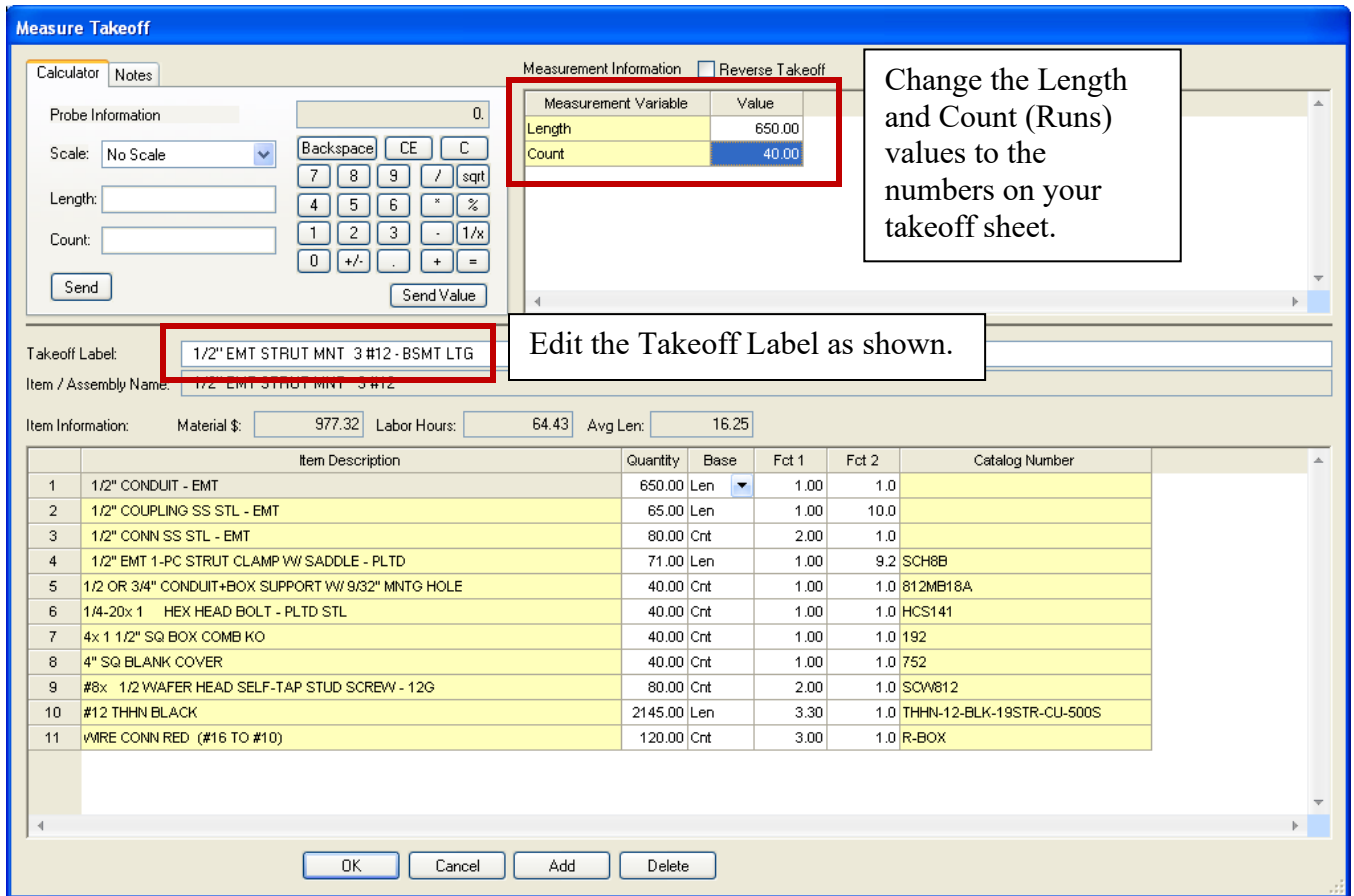 Measure Takeoff
Calculator Notes
Probe Information
Scale: No Scale
Length:
Count:
Send
0.
Backspace CE C
7 8 9 / sqrt
4 5 6 * %
1 2 3 - 1/x
0 +/- . + =
Send Value
Measurement Information Reverse Takeoff
Measurement Variable Value
Length 650.00
Count 40.00
Change the Length
and Count (Runs)
values to the
numbers on your
takeoff sheet.
Takeoff Label: 1/2" EMT STRUT MNT 3 #12 - BSMT LTG
Edit the Takeoff Label as shown.
Item / Assembly Name: 1/2" EMT STRUT MNT 3 #12
Item Information: Material $: 977.32 Labor Hours: 64.43 Avg Len: 16.25
Item Description Quantity Base Fct 1 Fct 2 Catalog Number
1 1/2" CONDUIT - EMT 650.00 Len 1.00 1.0
2 1/2" COUPLING SS STL - EMT 65.00 Len 1.00 10.0
3 1/2" CONN SS STL - EMT 80.00 Cnt 2.00 1.0
4 1/2" EMT 1-PC STRUT CLAMP W/ SADDLE - PLTD 71.00 Len 1.00 9.2 SCH8B
5 1/2 OR 3/4" CONDUIT+BOX SUPPORT W/ 9/32" MNTG HOLE 40.00 Cnt 1.00 1.0 812MB18A
6 1/4-20x 1 HEX HEAD BOLT - PLTD STL 40.00 Cnt 1.00 1.0 HCS141
7 4x 1 1/2" SQ BOX COMB KO 40.00 Cnt 1.00 1.0 192
8 4" SQ BLANK COVER 40.00 Cnt 1.00 1.0 752
9 #8x 1/2 WAFER HEAD SELF-TAP STUD SCREW - 12G 80.00 Cnt 2.00 1.0 SCW812
10 #12 THHN BLACK 2145.00 Len 3.30 1.0 THHN-12-BLK-19STR-CU-500S
11 WIRE CONN RED (#16 TO #10) 120.00 Cnt 3.00 1.0 R-BOX
OK Cancel Add Delete